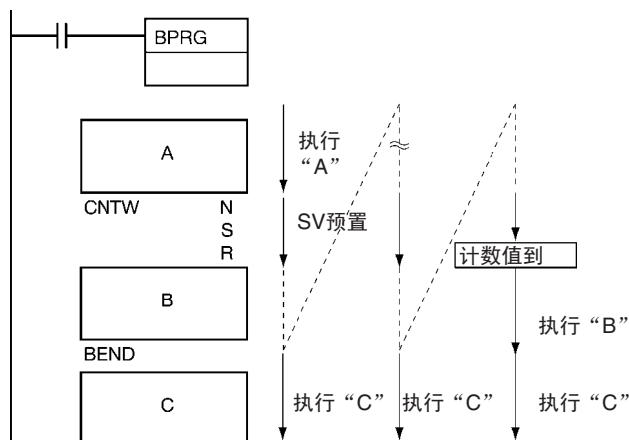 BPRG
A
执行
“A”
CNTW N
S
SV预置
R
计数值到
B
执行“B”
BEND
C
执行“C” 执行“C” 执行“C”